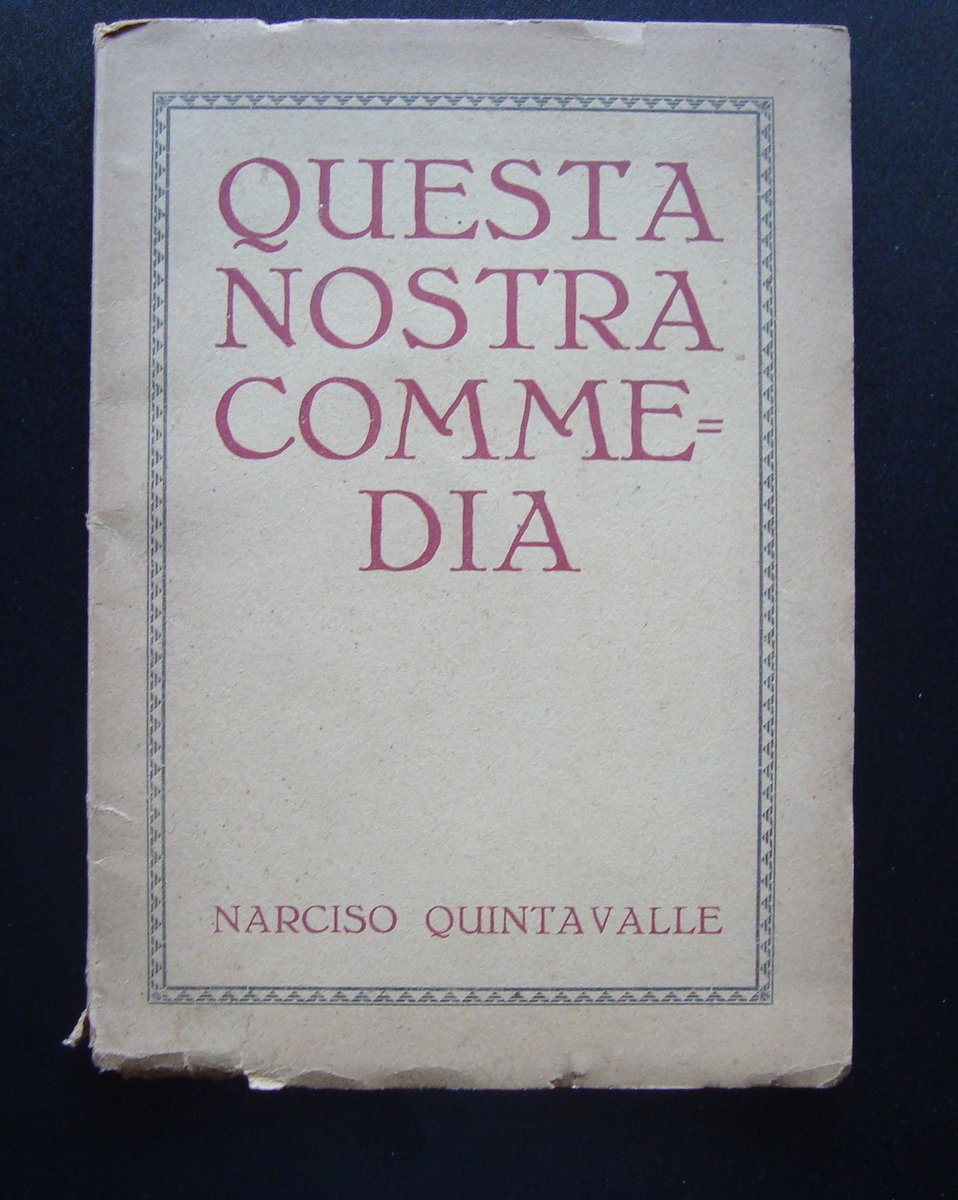 QUESTA
NOSTRA
COMME=
DIA
NARCISO QUINTAVALLE